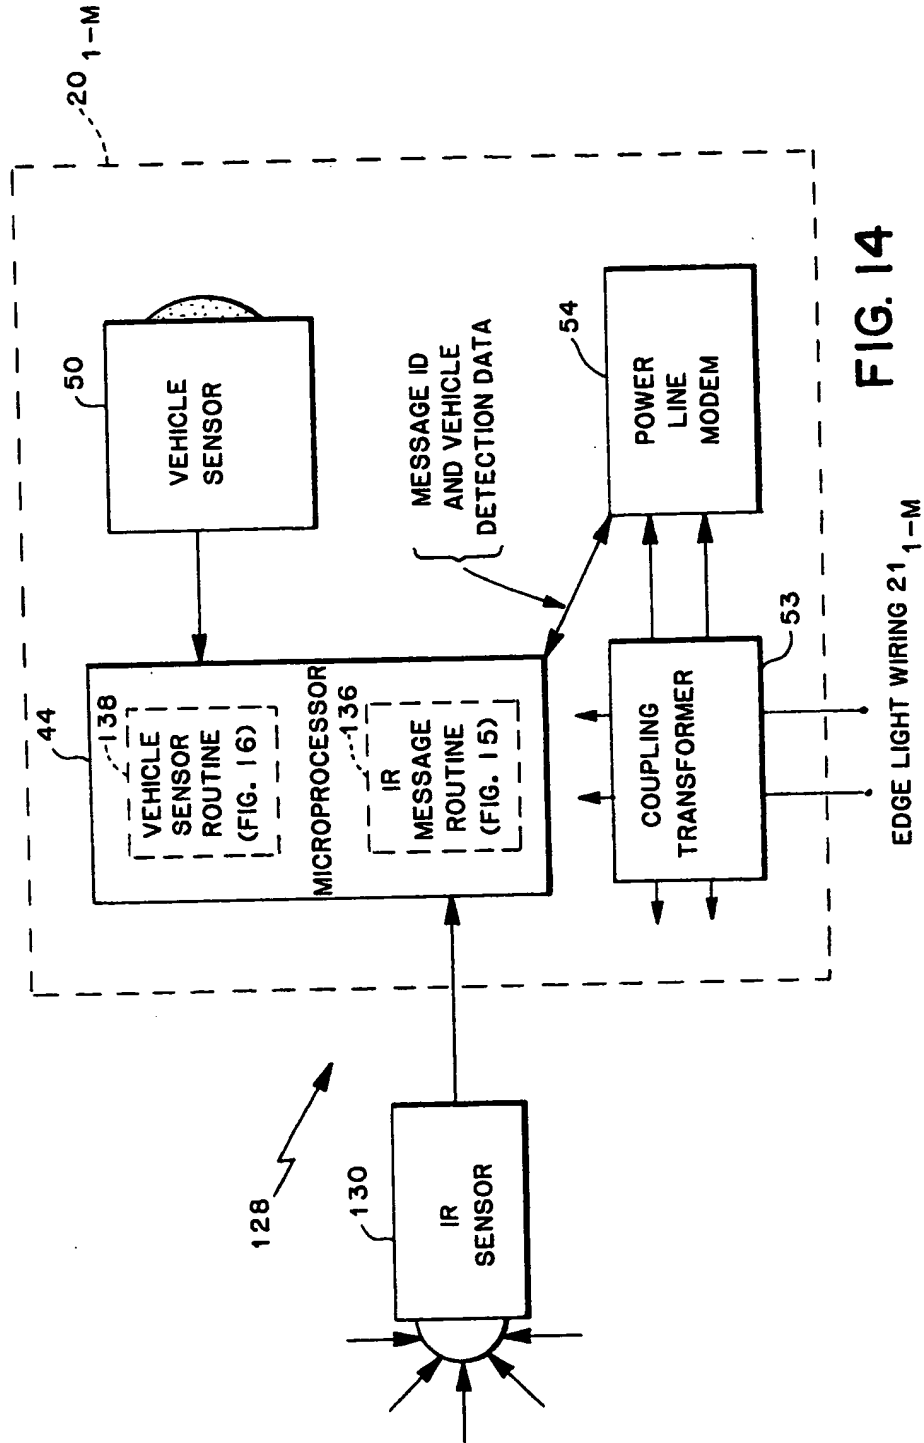 20 1-M
50
VEHICLE
SENSOR
44
138
VEHICLE
SENSOR
ROUTINE
(FIG. 16)
MICROPROCESSOR
136
IR
MESSAGE
ROUTINE
(FIG. 15)
MESSAGE ID
AND VEHICLE
DETECTION DATA
54
POWER
LINE
MODEM
53
COUPLING
TRANSFORMER
128
130
IR
SENSOR
EDGE LIGHT WIRING 21 1-M
FIG. 14